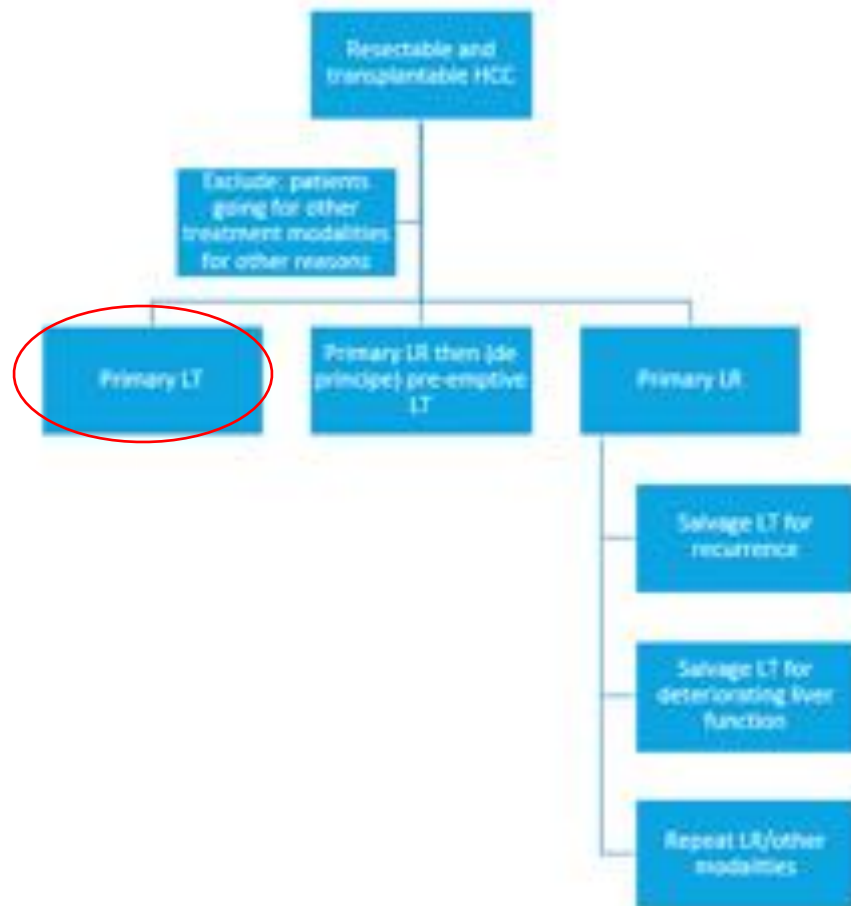 Resectable and
transplantable HCC
Exclude: patients
going for other
treatment modalities
for other reasons
Primary LT
Primary LR then (de
principe) pre-emptive
LT
Primary LR
Salvage LT for
recurrence
Salvage LT for
deteriorating liver
function
Repeat LR/other
modalities